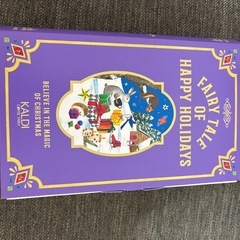 FAIRY TALE
OF
HAPPY HOLIDAYS
BELIEVE IN THE MAGIC
OF CHRISTMAS
KALDI